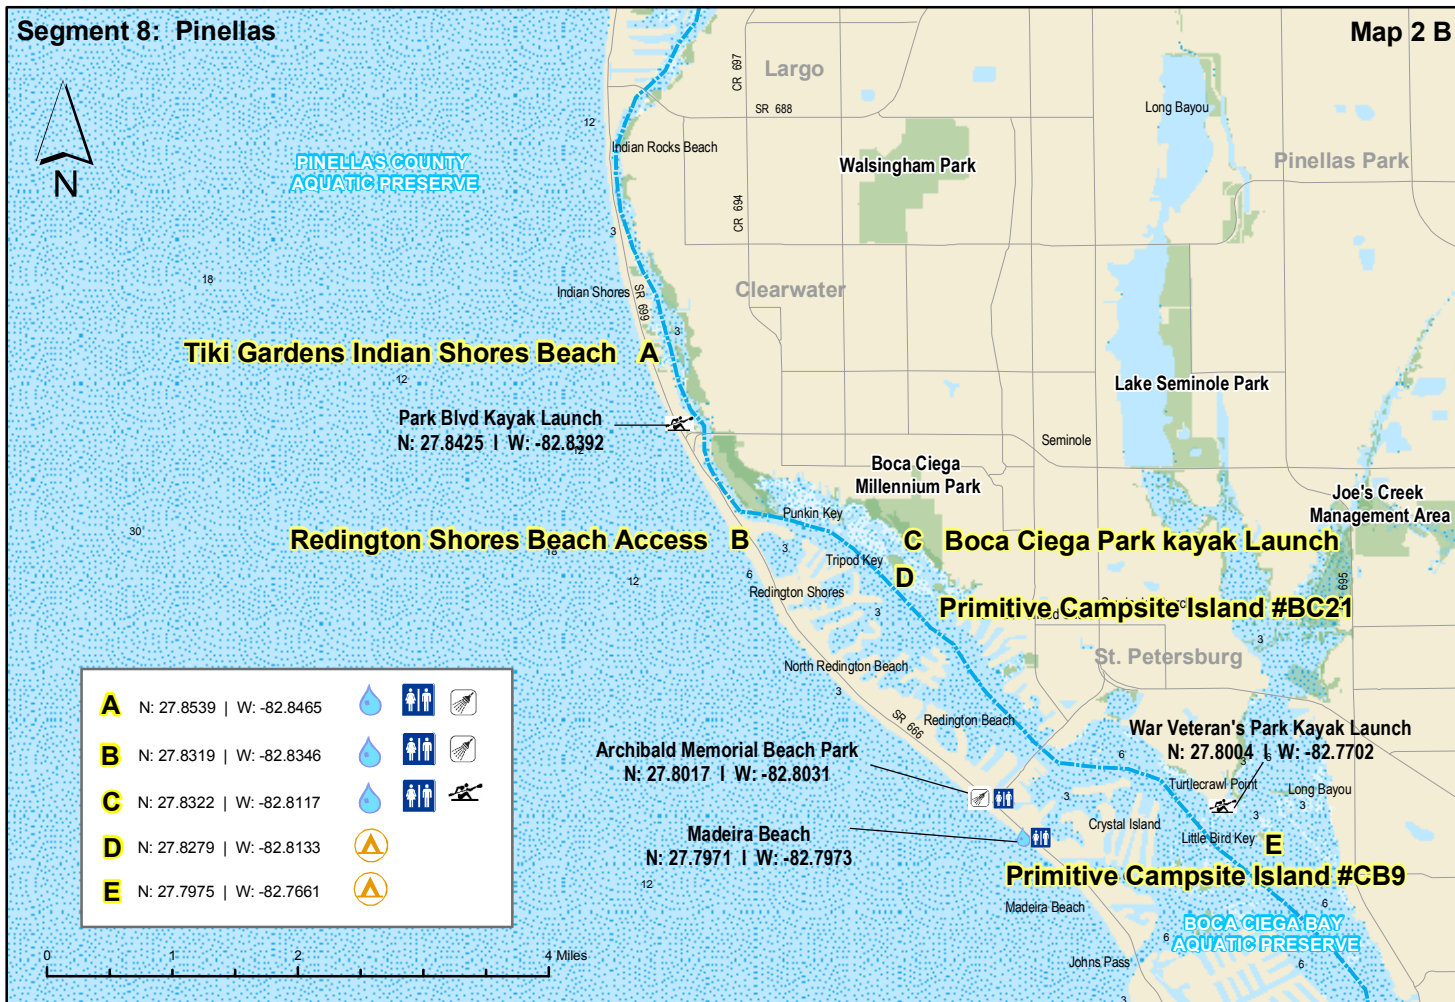 Segment 8: Pinellas
Map 2 B
N
PINELLAS COUNTY
AQUATIC PRESERVE
Largo
CR 697
SR 688
Long Bayou
12
Indian Rocks Beach
Walsingham Park
Pinellas Park
CR 694
3
18
Indian Shores
SR 699
Clearwater
3
Tiki Gardens Indian Shores Beach A
12
Lake Seminole Park
Park Blvd Kayak Launch
N: 27.8425 | W: -82.8392
12
Seminole
Boca Ciega
Millennium Park
Joe's Creek
Management Area
Punkin Key
30
Redington Shores Beach Access B
18
3
C Boca Ciega Park kayak Launch
Tripod Key
6
12
D
695
Redington Shores
3
Primitive Campsite Island #BC21
3
North Redington Beach
St. Petersburg
3
SR 666
Redington Beach
War Veteran's Park Kayak Launch
N: 27.8004 | W: -82.7702
Archibald Memorial Beach Park
N: 27.8017 | W: -82.8031
6
3
6
Turtlecrawl Point
Long Bayou
3
3
3
Crystal Island
Madeira Beach
N: 27.7971 | W: -82.7973
Little Bird Key
E
Primitive Campsite Island #CB9
12
Madeira Beach
6
BOCA CIEGA BAY
AQUATIC PRESERVE
6
6
Johns Pass
3
A N: 27.8539 | W: -82.8465
B N: 27.8319 | W: -82.8346
C N: 27.8322 | W: -82.8117
D N: 27.8279 | W: -82.8133
E N: 27.7975 | W: -82.7661
0 1 2 4 Miles